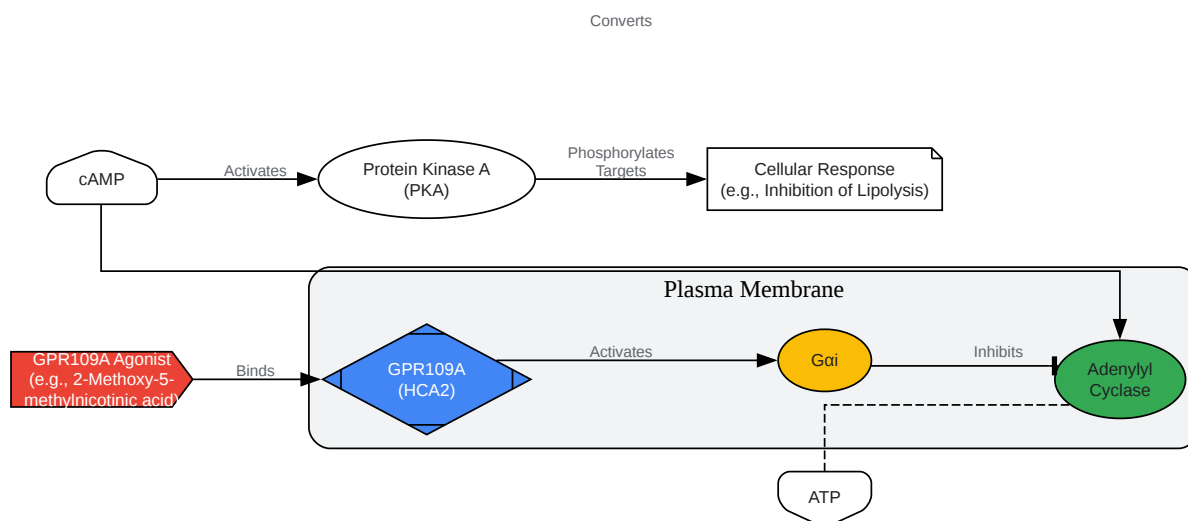 Converts
cAMP
Activates
Protein Kinase A
(PKA)
Phosphorylates
Targets
Cellular Response
(e.g., Inhibition of Lipolysis)
Plasma Membrane
GPR109A Agonist
(e.g., 2-Methoxy-5-
methylnicotinic acid)
Binds
GPR109A
(HCA2)
Activates
Gαi
Inhibits
Adenylyl
Cyclase
ATP